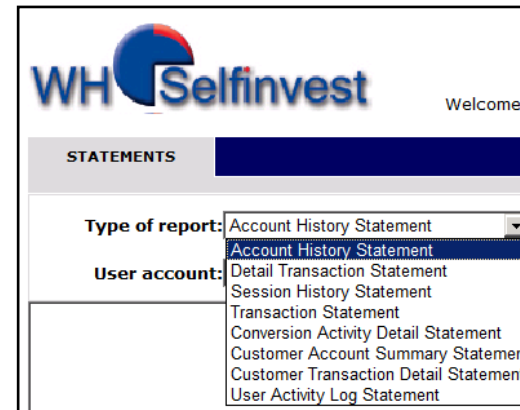 WH Selfinvest
Welcome
STATEMENTS
Type of report: Account History Statement
Account History Statement
User account: Detail Transaction Statement
Session History Statement
Transaction Statement
Conversion Activity Detail Statement
Customer Account Summary Statemen
Customer Transaction Detail Statement
User Activity Log Statement